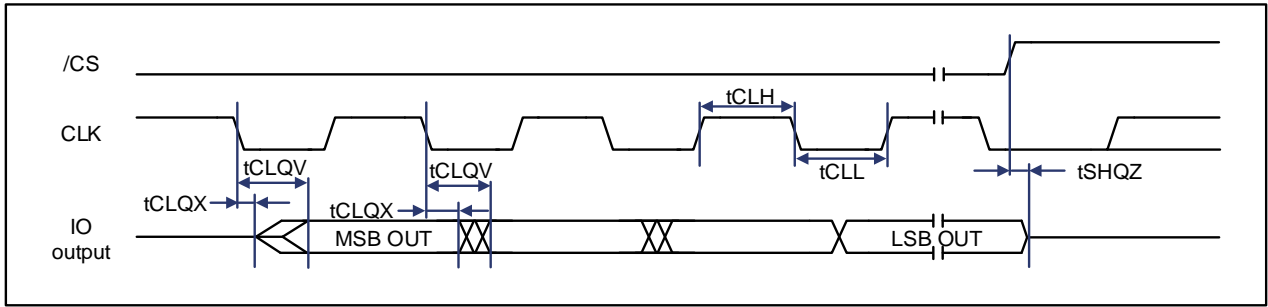 /CS
tCLH
CLK
tCLQV
tCLQV
tCLL
tSHQZ
tCLQX
tCLQX
IO
output
MSB OUT
LSB OUT